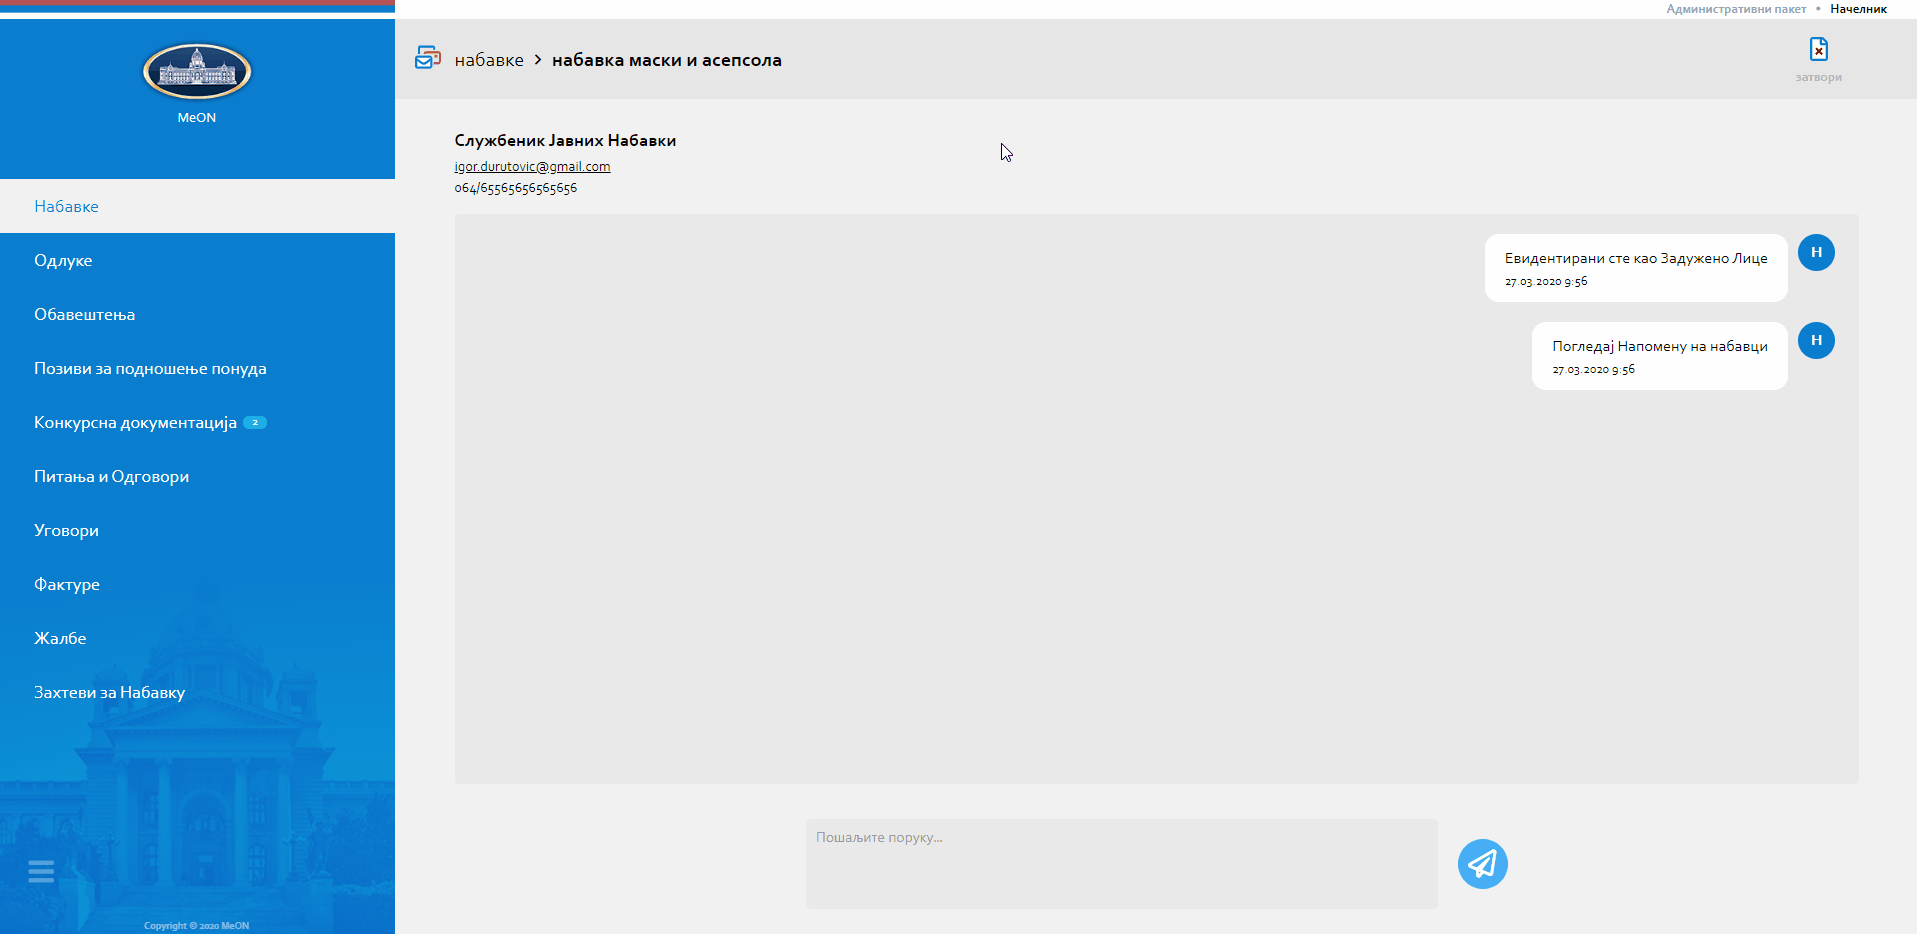 Административни пакет • Начелник
MeON
набавке > набавка маски и асепсола
затвори
Набавке
Одлуке
Обавештења
Позиви за подношење понуда
Конкурсна документација 2
Питања и Одговори
Уговори
Фактуре
Жалбе
Захтеви за Набавку
Copyright © 2020 MeON
Службеник Јавних Набавки
igor.durutovic@gmail.com
064/65565656565656
Евидентирани сте као Задужено Лице
27.03.2020 9:56
Н
Погледај Напомену на набавци
27.03.2020 9:56
Н
Пошаљите поруку...